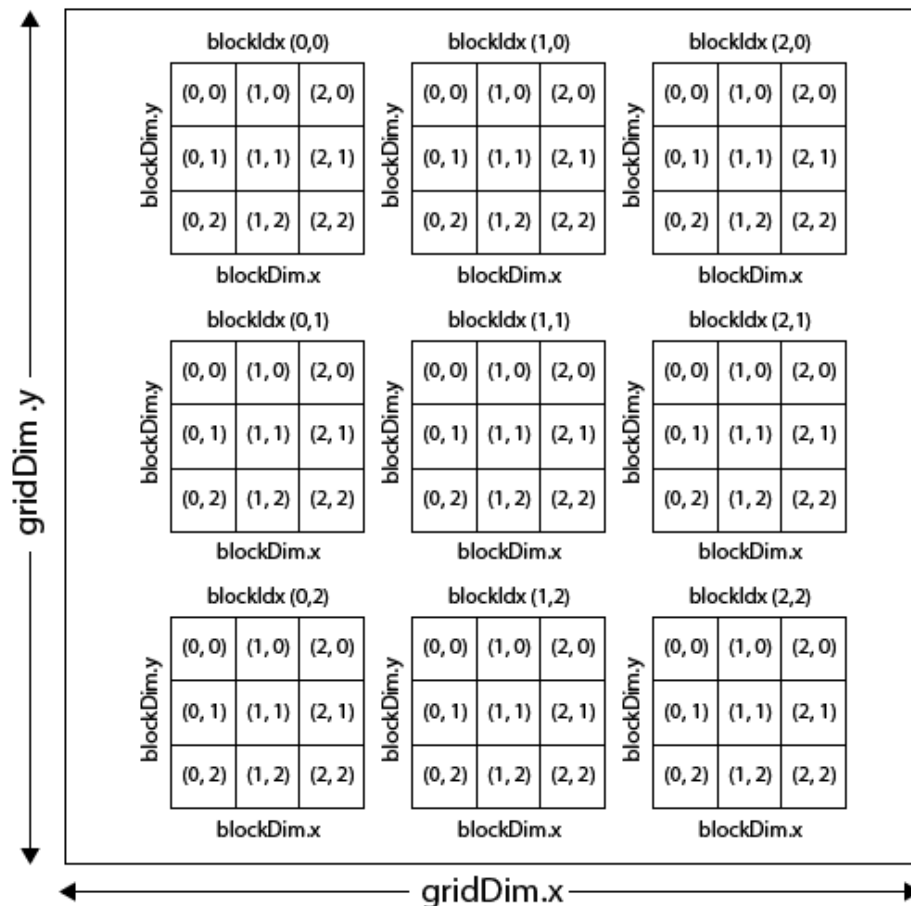 blockIdx (0,0) blockIdx (1,0) blockIdx (2,0)
blockDim.y (0, 0) (1, 0) (2, 0) blockDim.y (0, 0) (1, 0) (2, 0) blockDim.y (0, 0) (1, 0) (2, 0)
(0, 1) (1, 1) (2, 1) (0, 1) (1, 1) (2, 1) (0, 1) (1, 1) (2, 1)
(0, 2) (1, 2) (2, 2) (0, 2) (1, 2) (2, 2) (0, 2) (1, 2) (2, 2)
blockDim.x blockDim.x blockDim.x
blockIdx (0,1) blockIdx (1,1) blockIdx (2,1)
blockDim.y (0, 0) (1, 0) (2, 0) blockDim.y (0, 0) (1, 0) (2, 0) blockDim.y (0, 0) (1, 0) (2, 0)
(0, 1) (1, 1) (2, 1) (0, 1) (1, 1) (2, 1) (0, 1) (1, 1) (2, 1)
(0, 2) (1, 2) (2, 2) (0, 2) (1, 2) (2, 2) (0, 2) (1, 2) (2, 2)
blockDim.x blockDim.x blockDim.x
gridDim .y
blockIdx (0,2) blockIdx (1,2) blockIdx (2,2)
blockDim.y (0, 0) (1, 0) (2, 0) blockDim.y (0, 0) (1, 0) (2, 0) blockDim.y (0, 0) (1, 0) (2, 0)
(0, 1) (1, 1) (2, 1) (0, 1) (1, 1) (2, 1) (0, 1) (1, 1) (2, 1)
(0, 2) (1, 2) (2, 2) (0, 2) (1, 2) (2, 2) (0, 2) (1, 2) (2, 2)
blockDim.x blockDim.x blockDim.x
gridDim.x